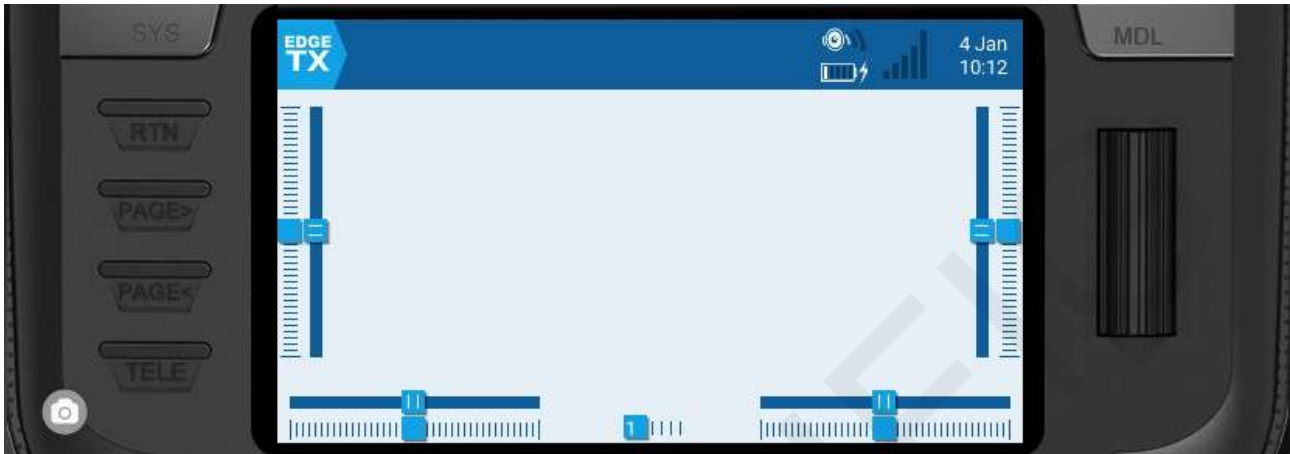 SYS
MDL
EDGE
TX
4 Jan
10:12
RTN
PAGE>
PAGE<
TELE
1